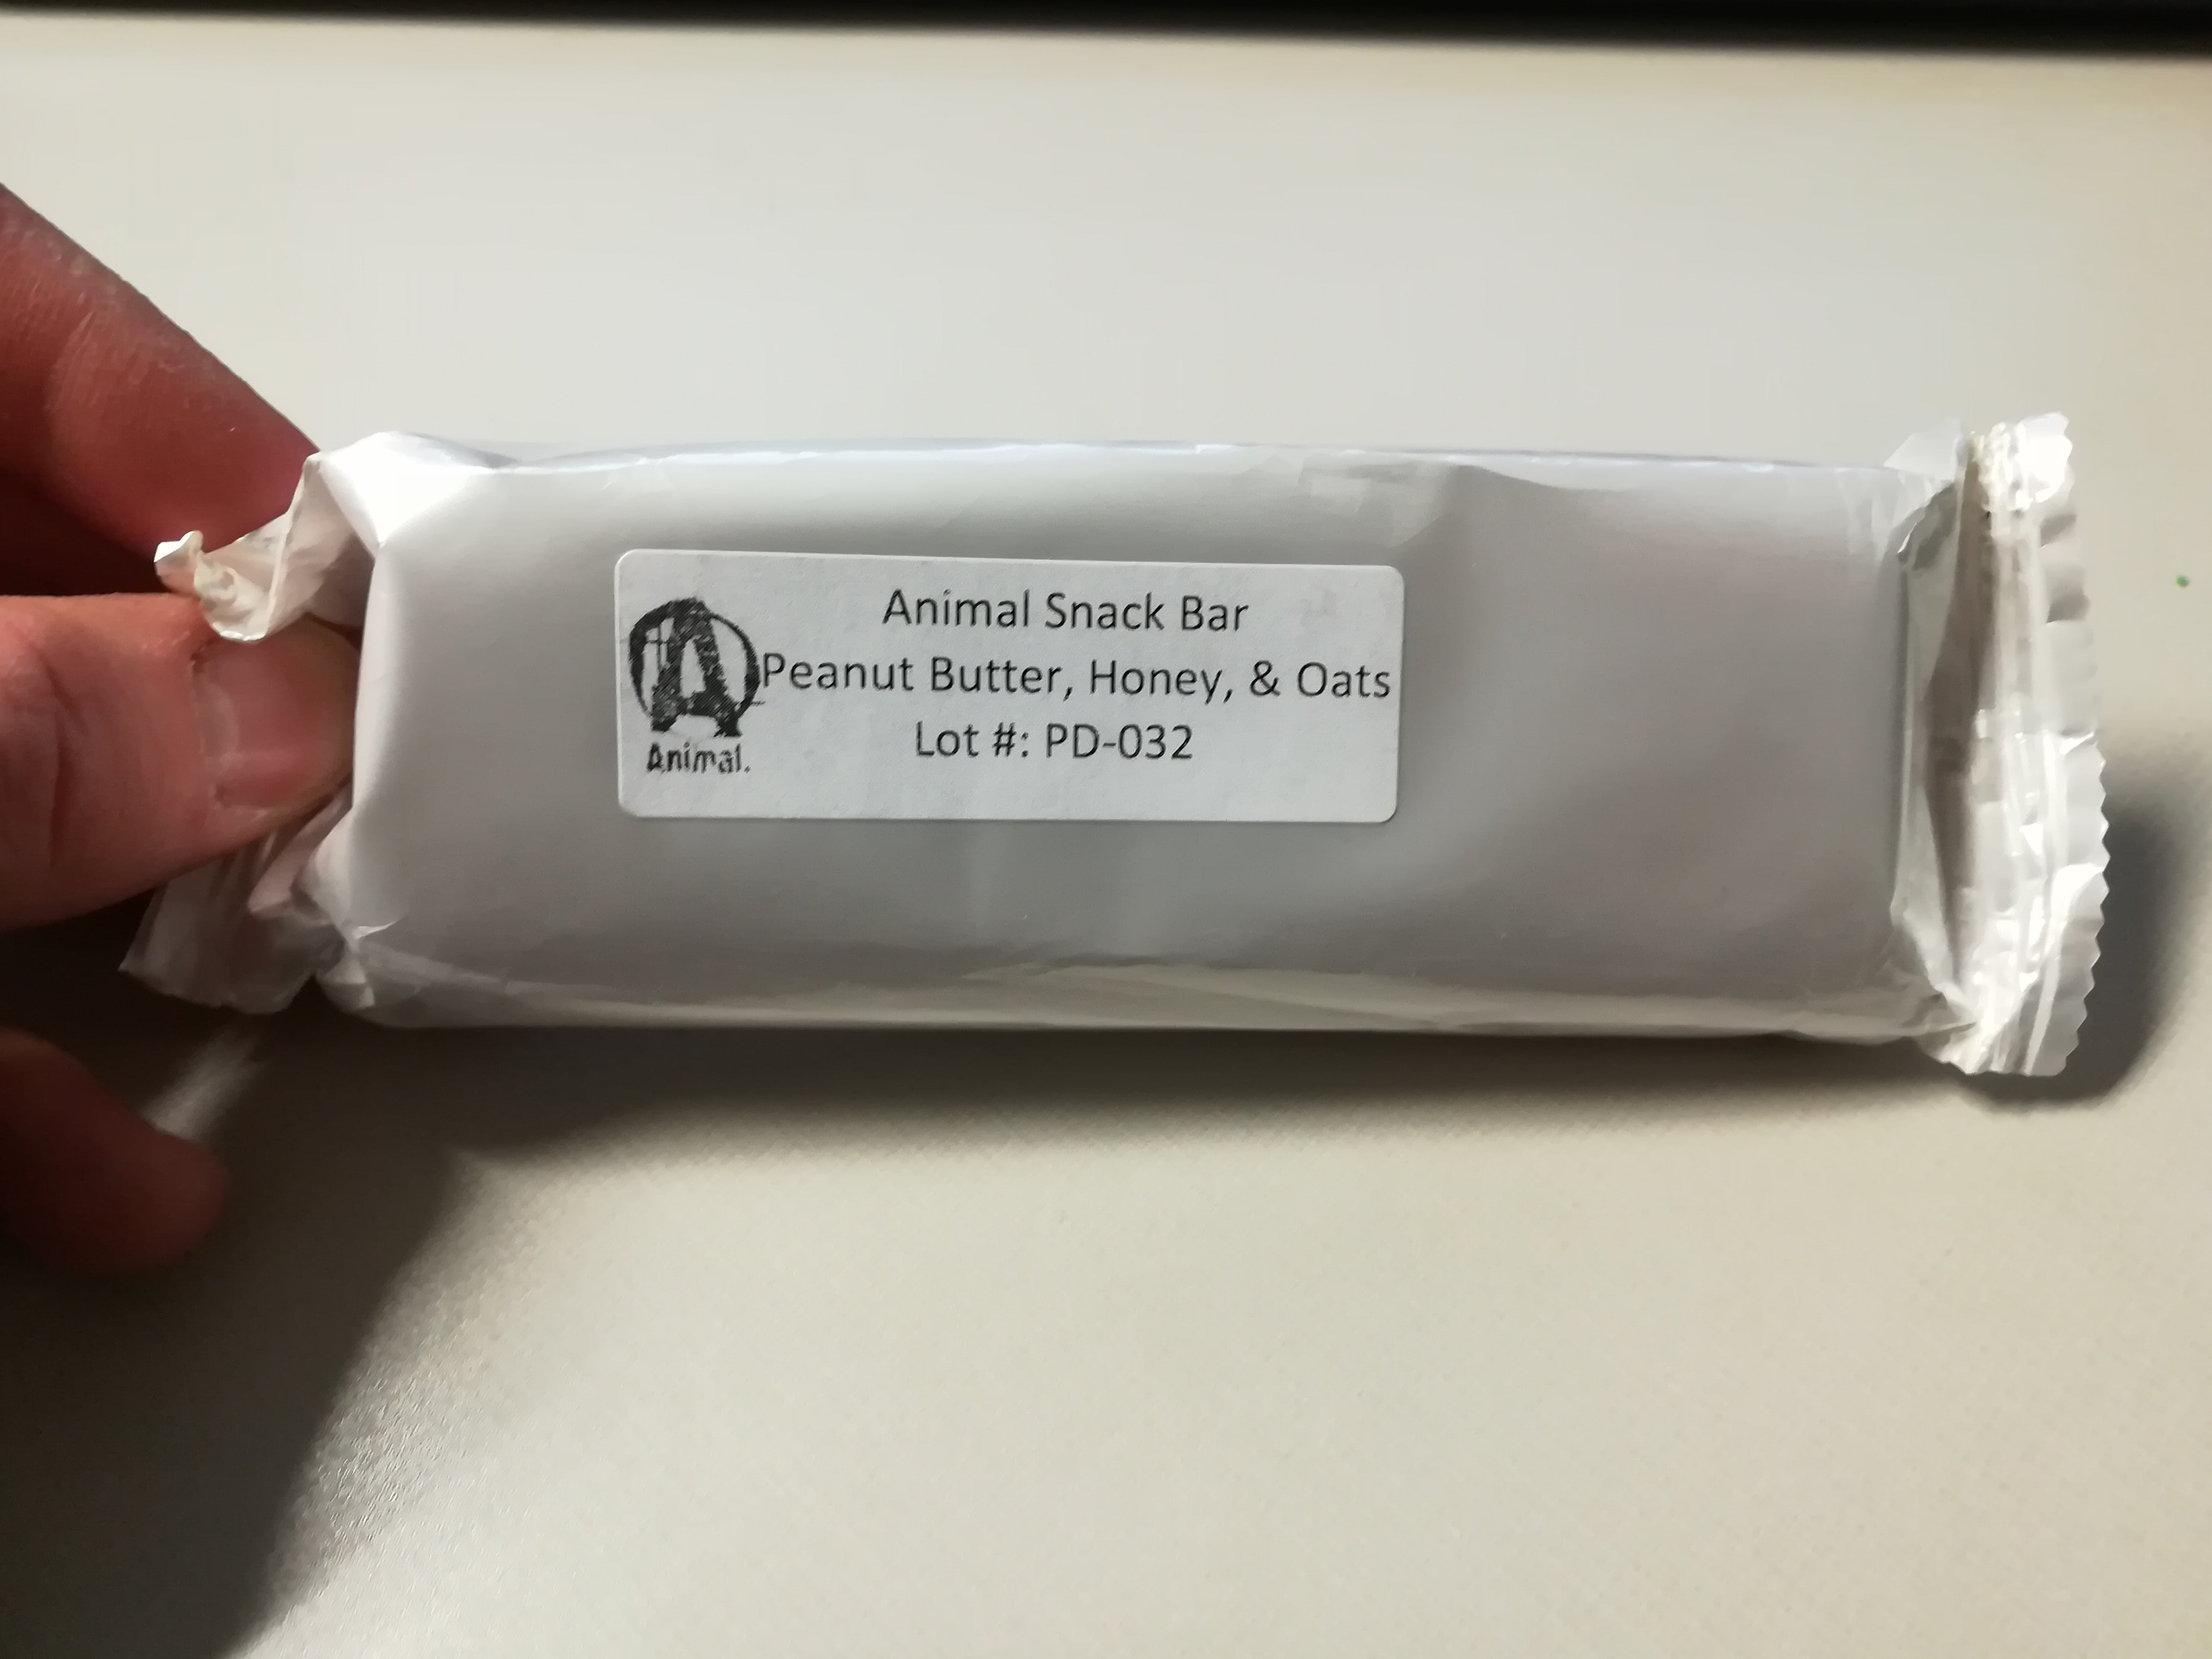 Animal Snack Bar
Peanut Butter, Honey, & Oats
Lot #: PD-032
A
Animal.